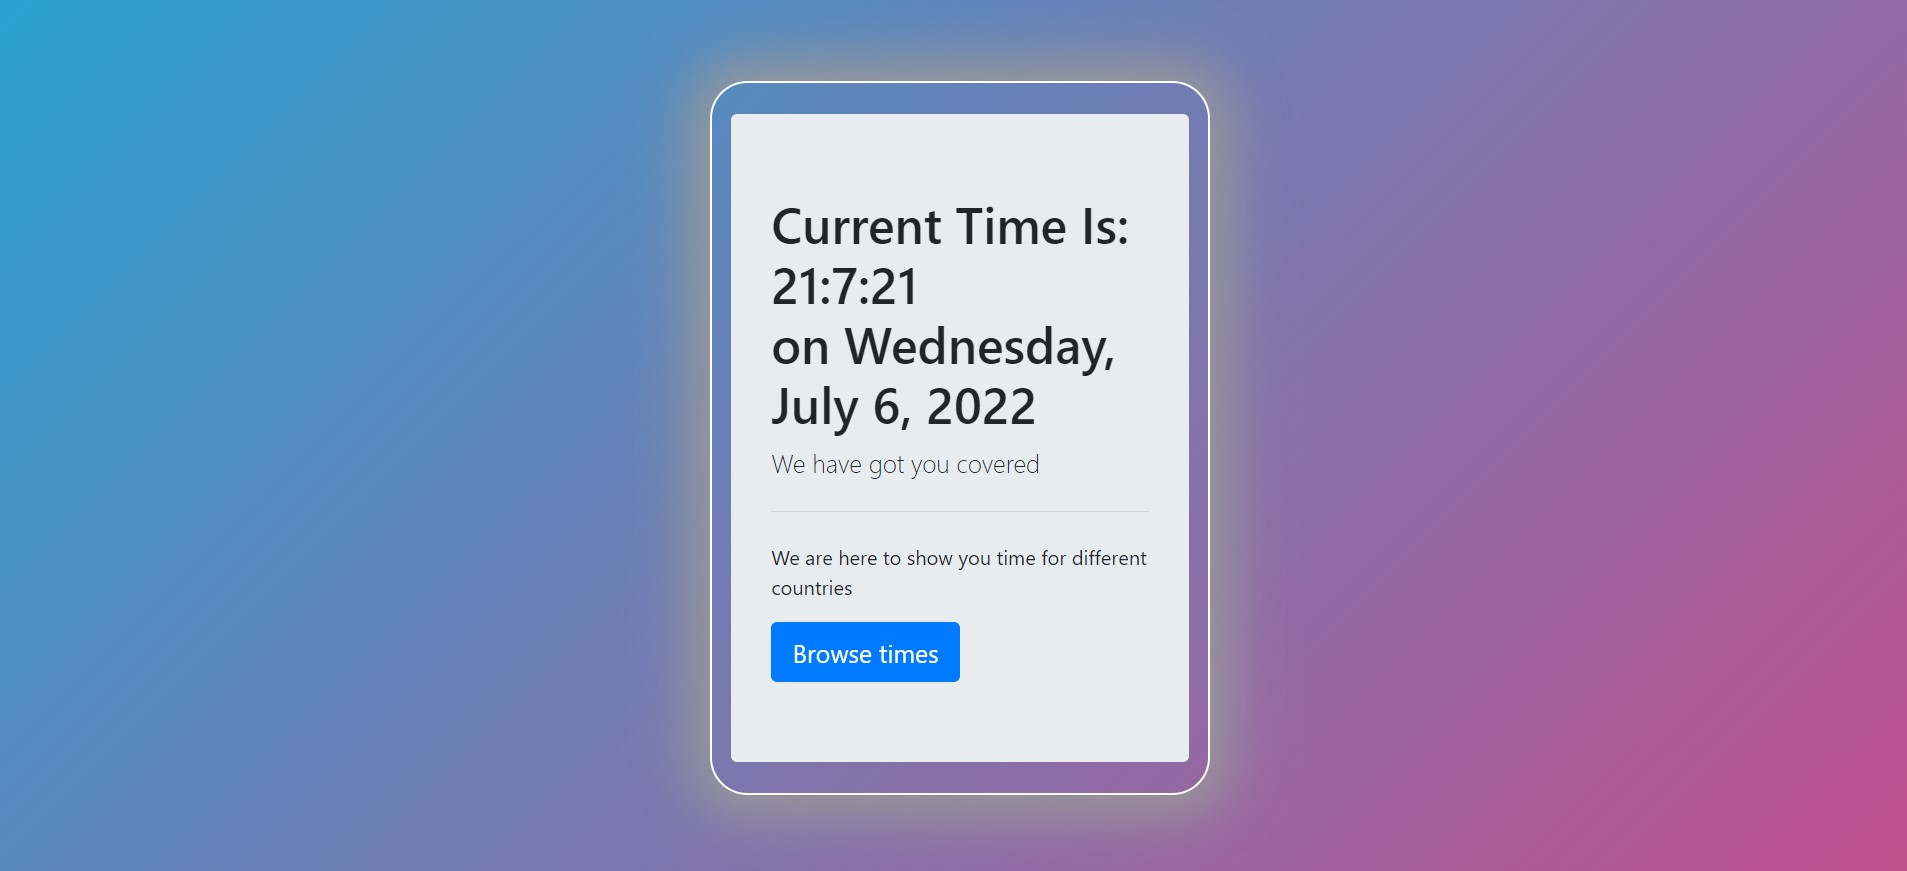 Current Time Is:
21:7:21
on Wednesday,
July 6, 2022
We have got you covered
We are here to show you time for different
countries
Browse times